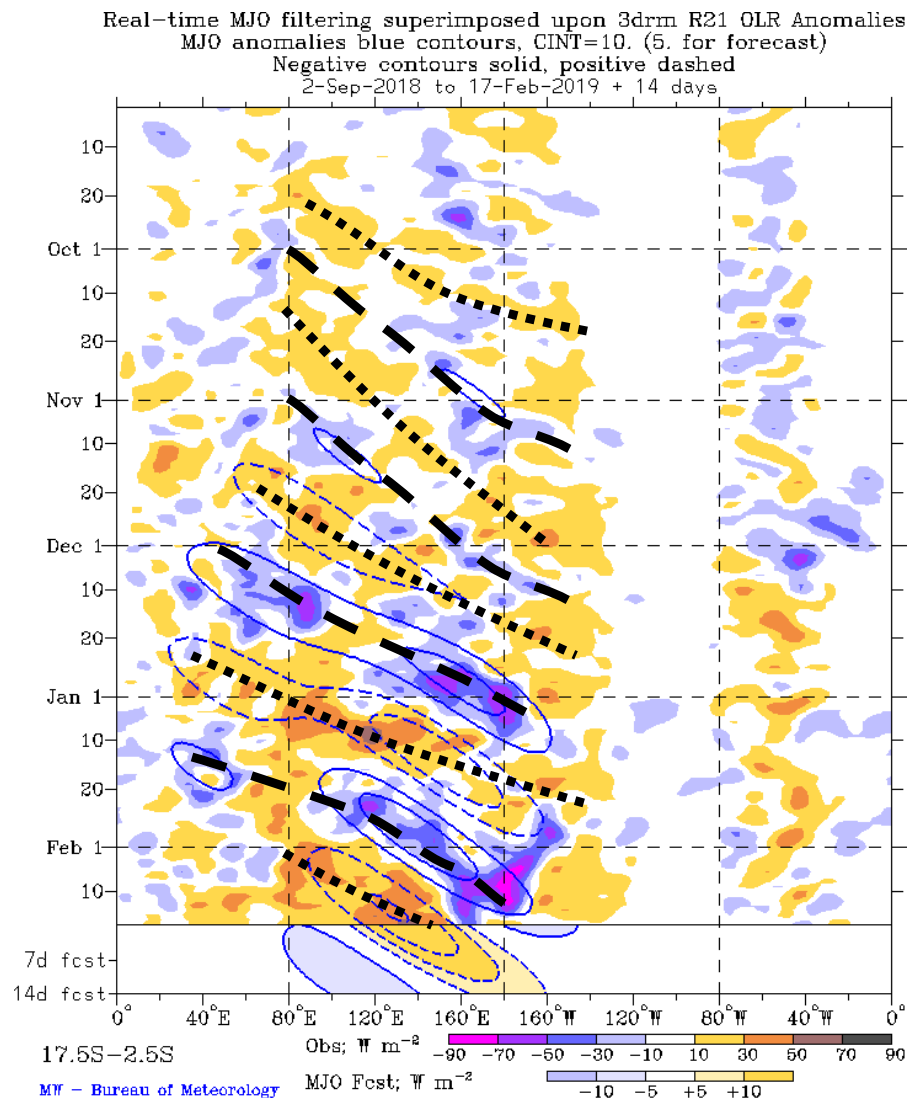 Real-time MJO filtering superimposed upon 3drm R21 OLR Anomalies
MJO anomalies blue contours, CINT=10. (5. for forecast)
Negative contours solid, positive dashed
2-Sep-2018 to 17-Feb-2019 + 14 days
10
20
Oct 1
10
20
Nov 1
10
20
Dec 1
10
20
Jan 1
10
20
Feb 1
10
7d fcst
14d fcst
0° 40°E 80°E 120°E 160°E 160°W 80°W 40°W 0°
17.5S-2.5S
Obs; W m⁻²
-90 -70 -50 -30 -10 10 30 50 70 90
MW - Bureau of Meteorology
MJO Fcst; W m⁻²
-10 -5 +5 +10